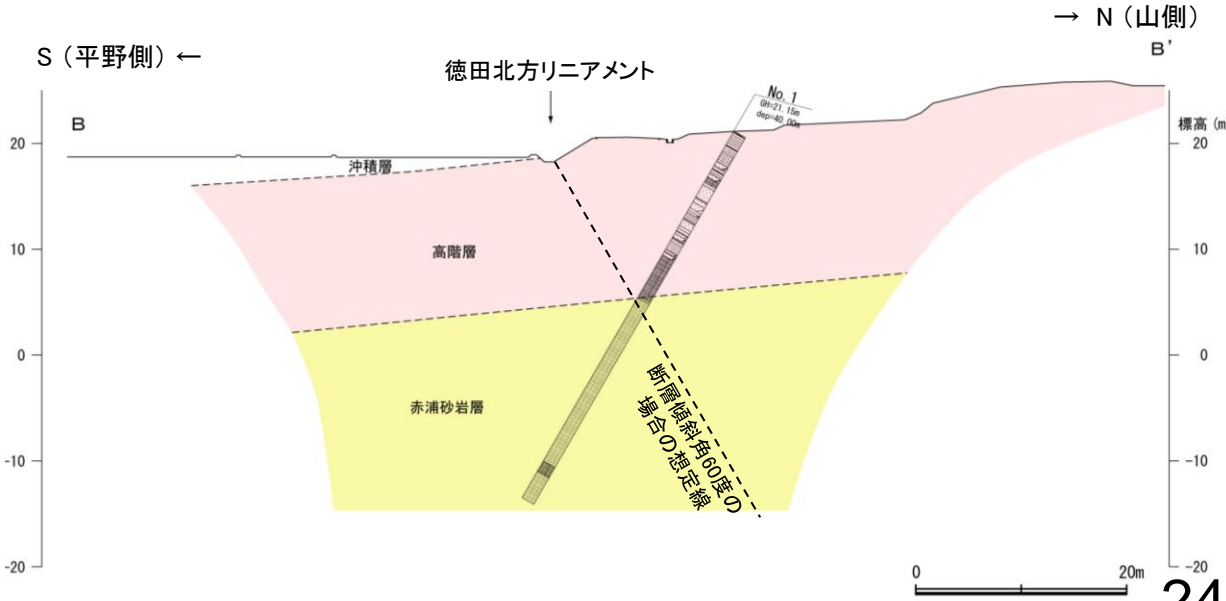 → N（山側）
B'
S（平野側）←
徳田北方リニアメント
No. 1
GH=21.15m
dep=40.00m
B
標高 (m
20
20
沖積層
高階層
10
10
0
0
断層傾斜角60度の
場合の想定線
赤浦砂岩層
-10
-10
-20
-20
0
20m
24